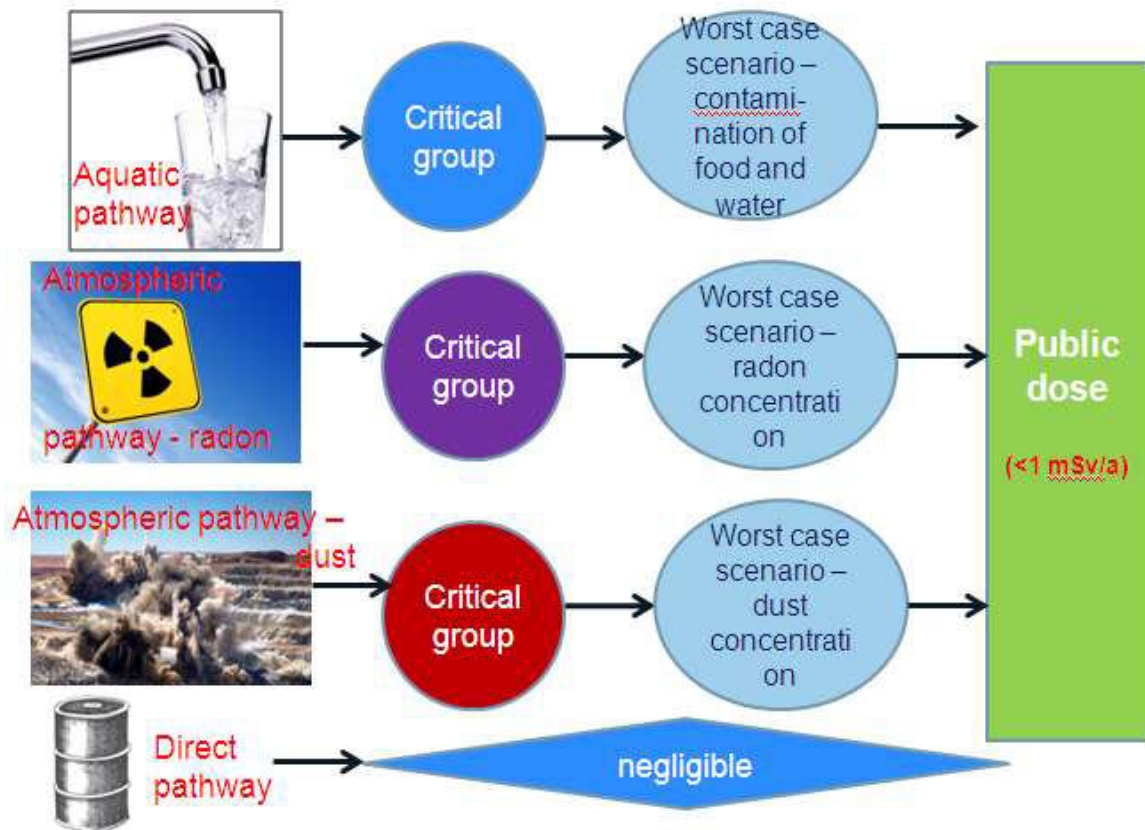 Aquatic
pathway
Critical
group
Worst case
scenario –
contami-
nation of
food and
water
Atmospheric
pathway - radon
Critical
group
Worst case
scenario –
radon
concentrati
on
Atmospheric pathway –
dust
Critical
group
Worst case
scenario –
dust
concentrati
on
Direct
pathway
negligible
Public
dose
(<1 mSv/a)